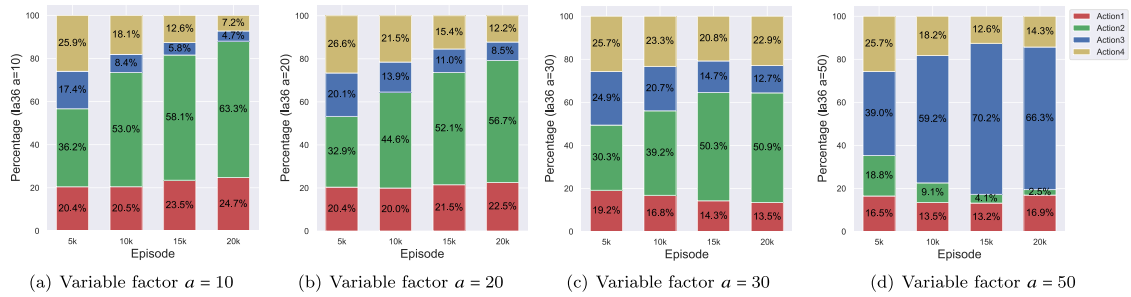 Percentage (la36 a=10)
100
80
60
40
20
0
25.9%
18.1%
12.6%
7.2%
17.4%
8.4%
5.8%
4.7%
36.2%
53.0%
58.1%
63.3%
20.4%
20.5%
23.5%
24.7%
5k
10k
15k
20k
Episode
(a) Variable factor a = 10
Percentage (la36 a=20)
100
80
60
40
20
0
26.6%
21.5%
15.4%
12.2%
20.1%
13.9%
11.0%
8.5%
32.9%
44.6%
52.1%
56.7%
20.4%
20.0%
21.5%
22.5%
5k
10k
15k
20k
Episode
(b) Variable factor a = 20
Percentage (la36 a=30)
100
80
60
40
20
0
25.7%
23.3%
20.8%
22.9%
24.9%
20.7%
14.7%
12.7%
30.3%
39.2%
50.3%
50.9%
19.2%
16.8%
14.3%
13.5%
5k
10k
15k
20k
Episode
(c) Variable factor a = 30
Percentage (la36 a=50)
100
80
60
40
20
0
25.7%
18.2%
12.6%
14.3%
39.0%
59.2%
70.2%
66.3%
18.8%
9.1%
4.1%
2.5%
16.5%
13.5%
13.2%
16.9%
5k
10k
15k
20k
Episode
(d) Variable factor a = 50
Action1
Action2
Action3
Action4